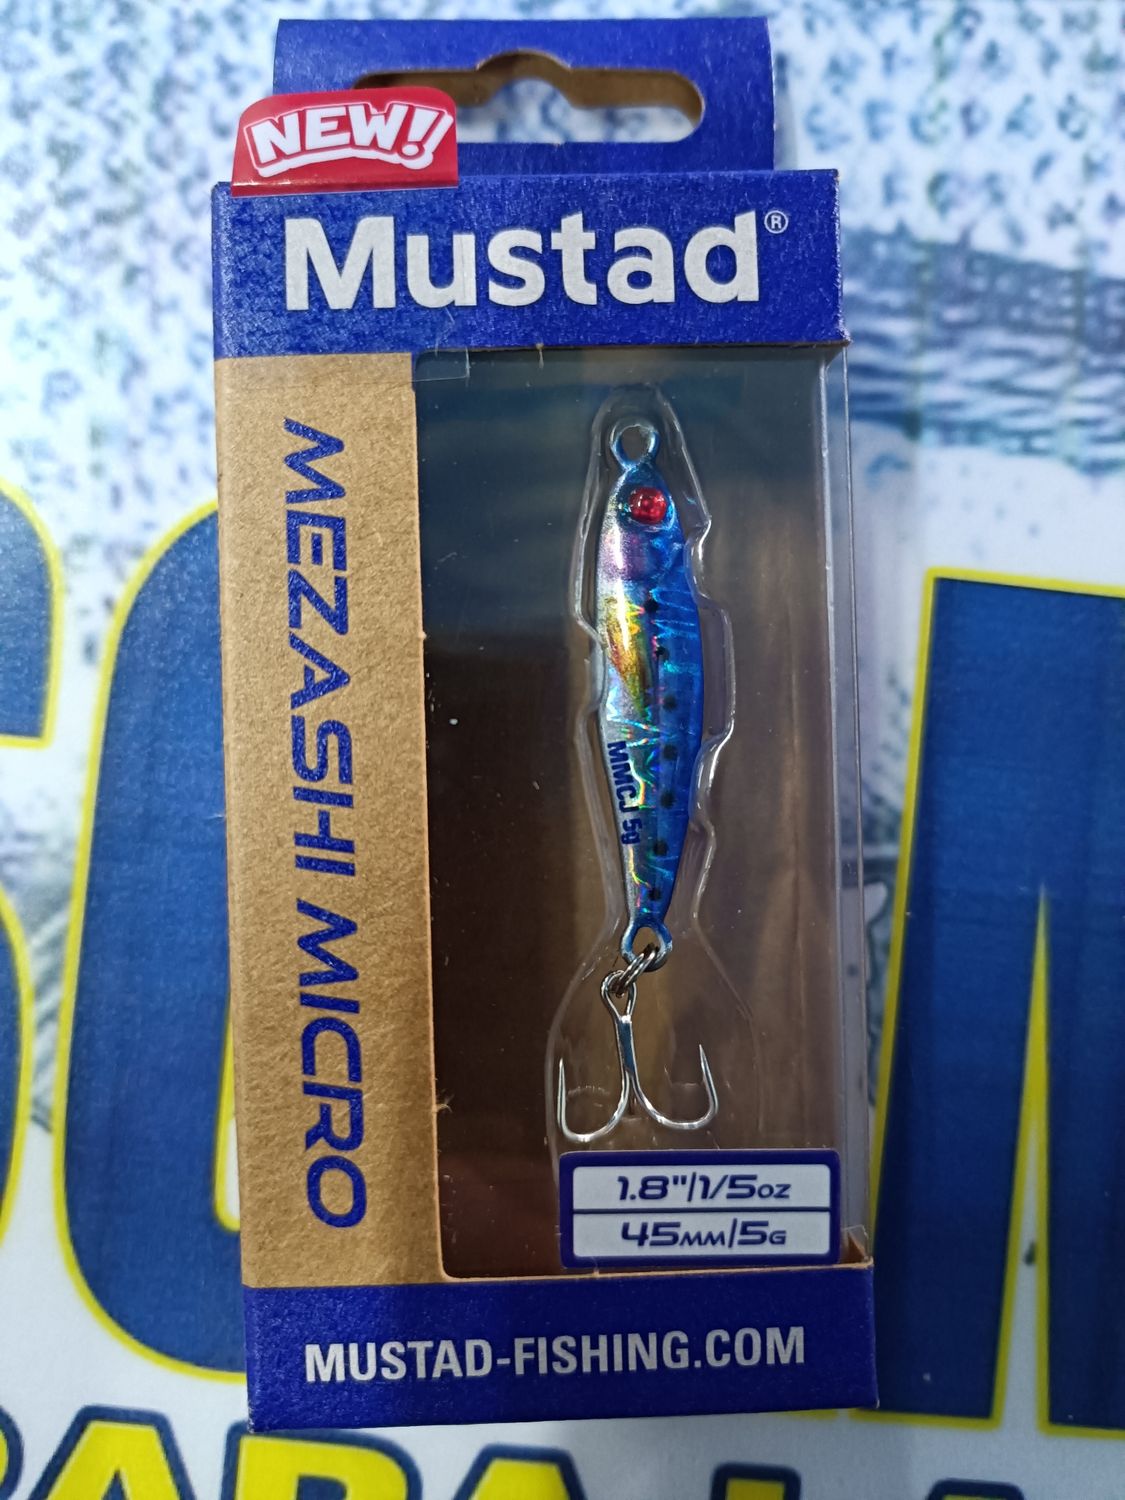 NEW!
Mustad®
MEZASHI MICRO
MMCJ 5g
1.8"/1/5oz
45mm/5g
MUSTAD-FISHING.COM